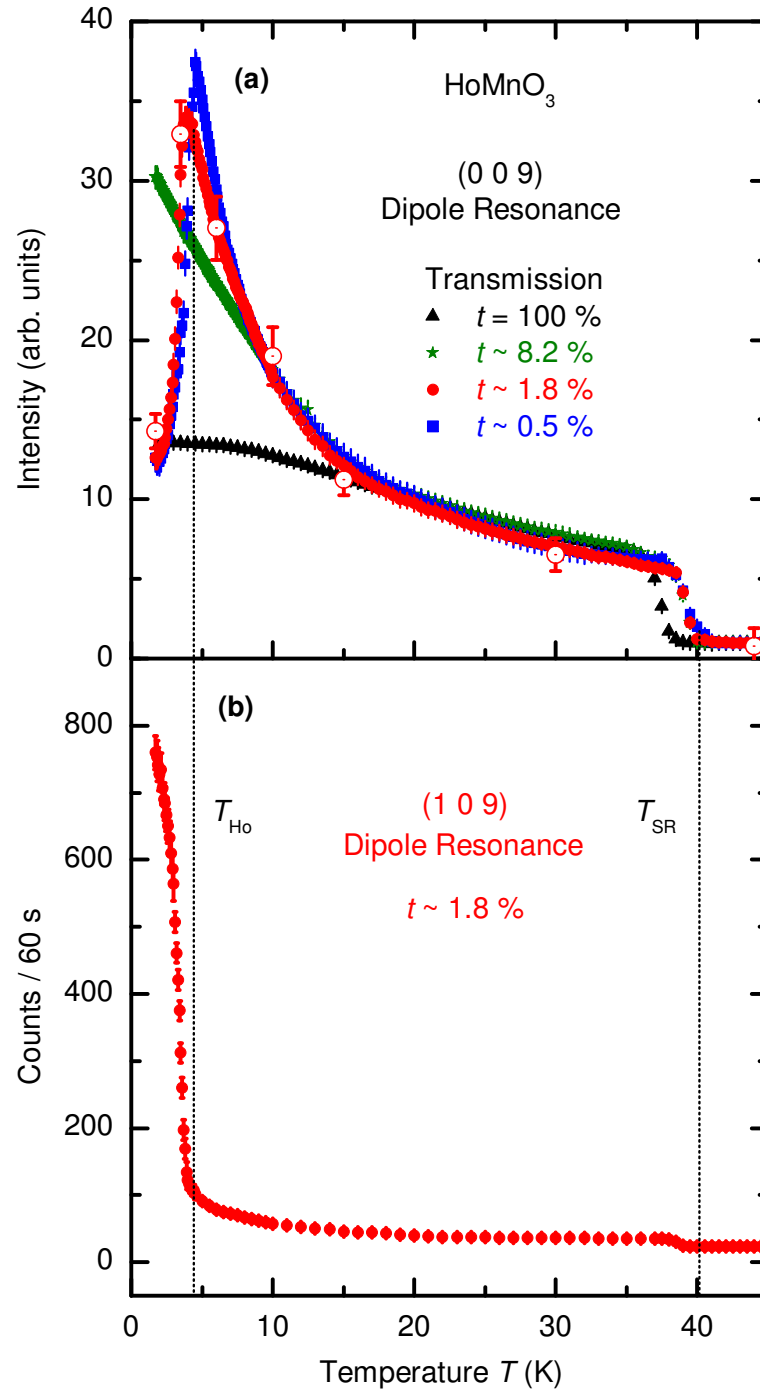 40
30
20
10
0
Intensity (arb. units)
(a)
HoMnO₃
(0 0 9)
Dipole Resonance
Transmission
t = 100 %
t ~ 8.2 %
t ~ 1.8 %
t ~ 0.5 %
800
600
400
200
0
Counts / 60 s
(b)
T_Ho
(1 0 9)
Dipole Resonance
t ~ 1.8 %
T_SR
0 10 20 30 40
Temperature T (K)